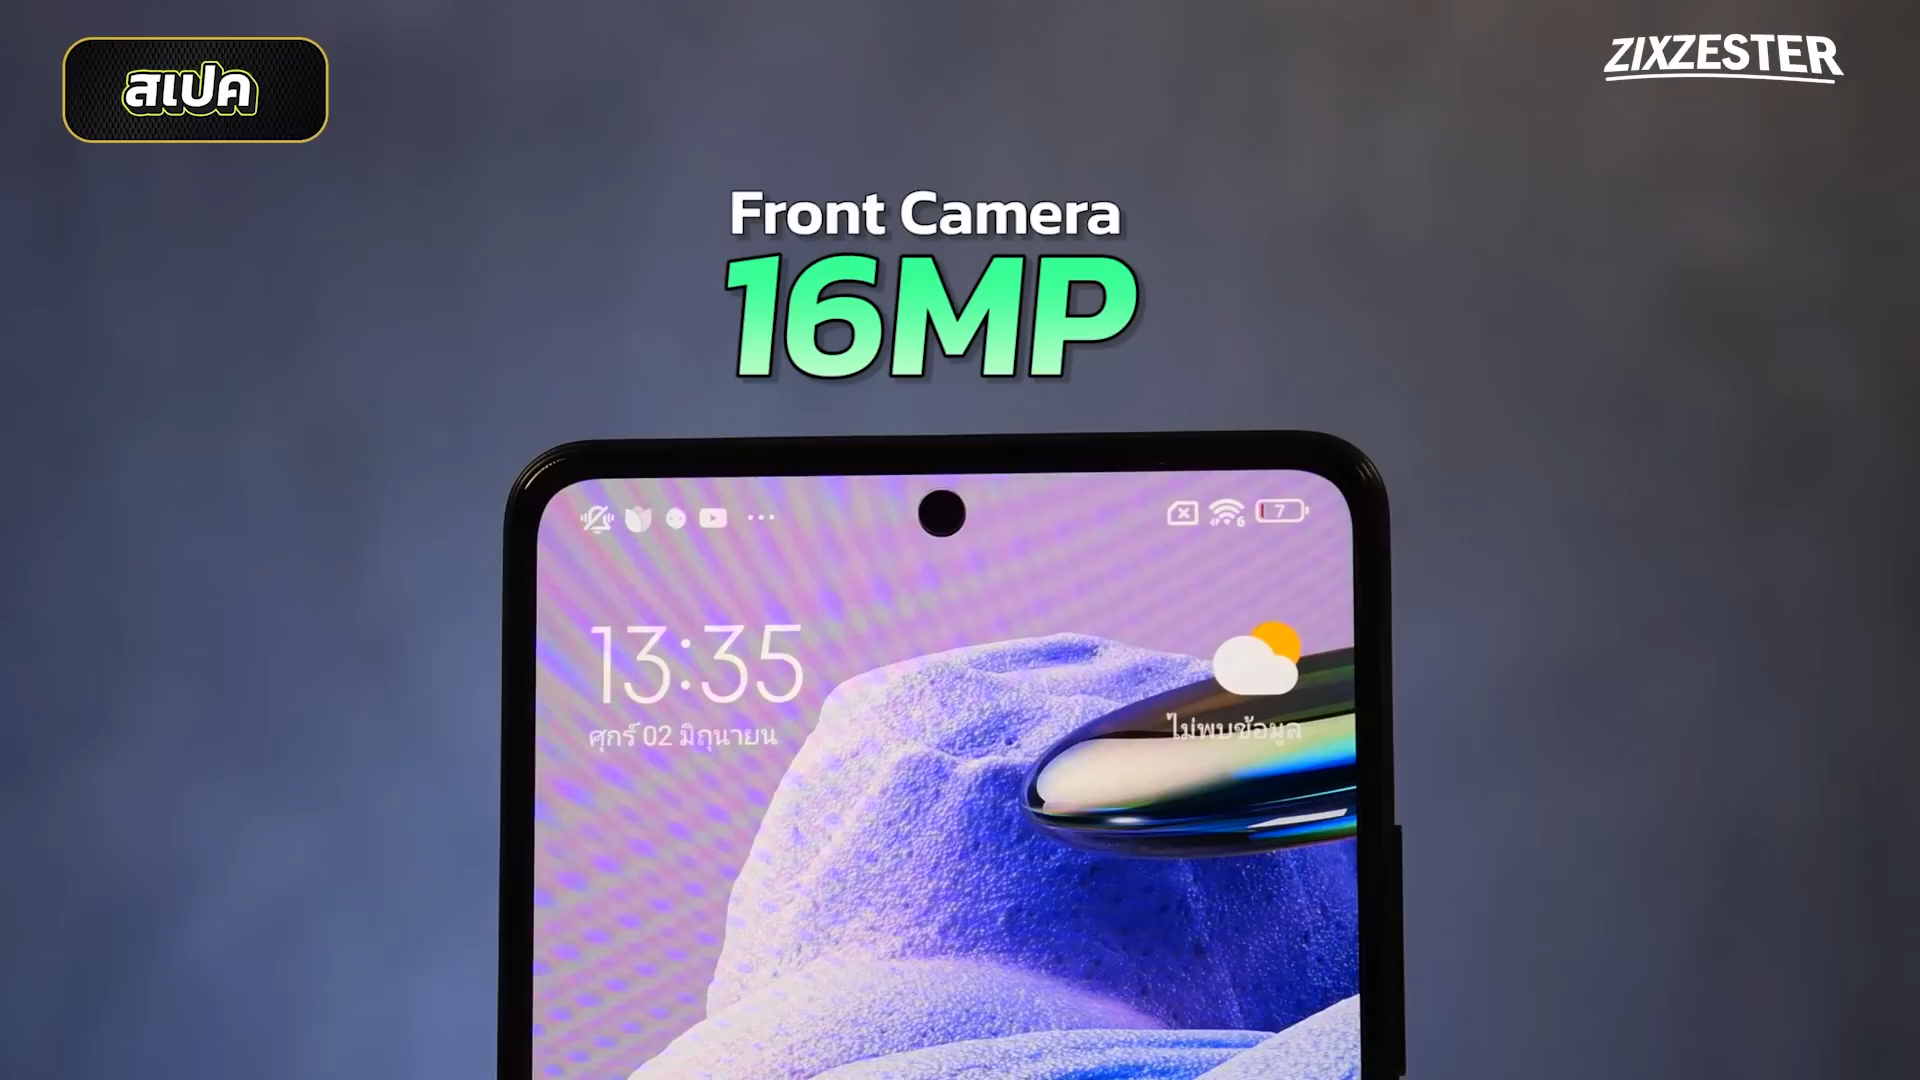 สเปค
ZIXZESTER
Front Camera
16MP
6
7
13:35
ศุกร์ 02 มิถุนายน
ไม่พบข้อมูล